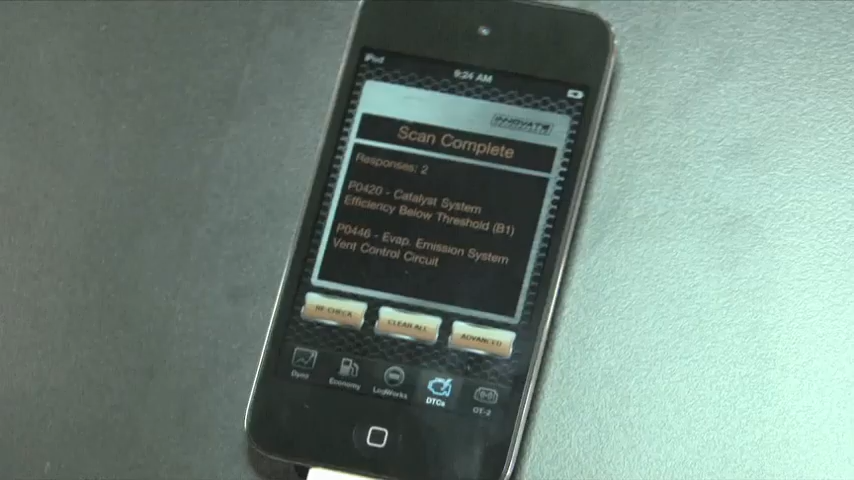 iPod
9:24 AM
INNOVATE
Scan Complete
Responses: 2
P0420 - Catalyst System
Efficiency Below Threshold (B1)
P0446 - Evap. Emission System
Vent Control Circuit
RE-CHECK
CLEAR ALL
ADVANCED
Dyno
Economy
LogWorks
DTCs
OT-2